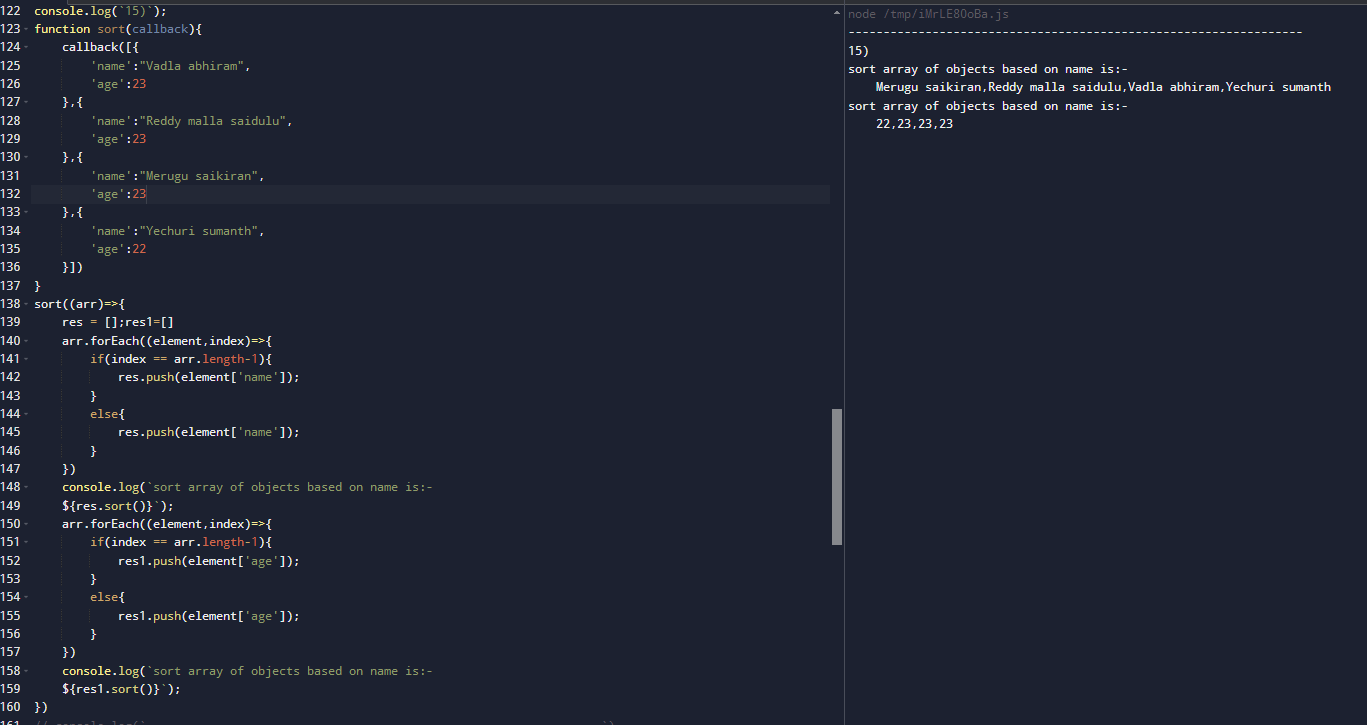 122 console.log(`15)`);
123 function sort(callback){
124 callback([{
125 'name':"Vadla abhiram",
126 'age':23
127 },{
128 'name':"Reddy malla saidulu",
129 'age':23
130 },{
131 'name':"Merugu saikiran",
132 'age':23
133 },{
134 'name':"Yechuri sumanth",
135 'age':22
136 }])
137 }
138 sort((arr)=>{
139 res = [];res1=[]
140 arr.forEach((element,index)=>{
141 if(index == arr.length-1){
142 res.push(element['name']);
143 }
144 else{
145 res.push(element['name']);
146 }
147 })
148 console.log(`sort array of objects based on name is:-
149 ${res.sort()}`);
150 arr.forEach((element,index)=>{
151 if(index == arr.length-1){
152 res1.push(element['age']);
153 }
154 else{
155 res1.push(element['age']);
156 }
157 })
158 console.log(`sort array of objects based on name is:-
159 ${res1.sort()}`);
160 })
node /tmp/iMrLE8OoBa.js
-----------------------------------------------------------------
15)
sort array of objects based on name is:-
Merugu saikiran,Reddy malla saidulu,Vadla abhiram,Yechuri sumanth
sort array of objects based on name is:-
22,23,23,23